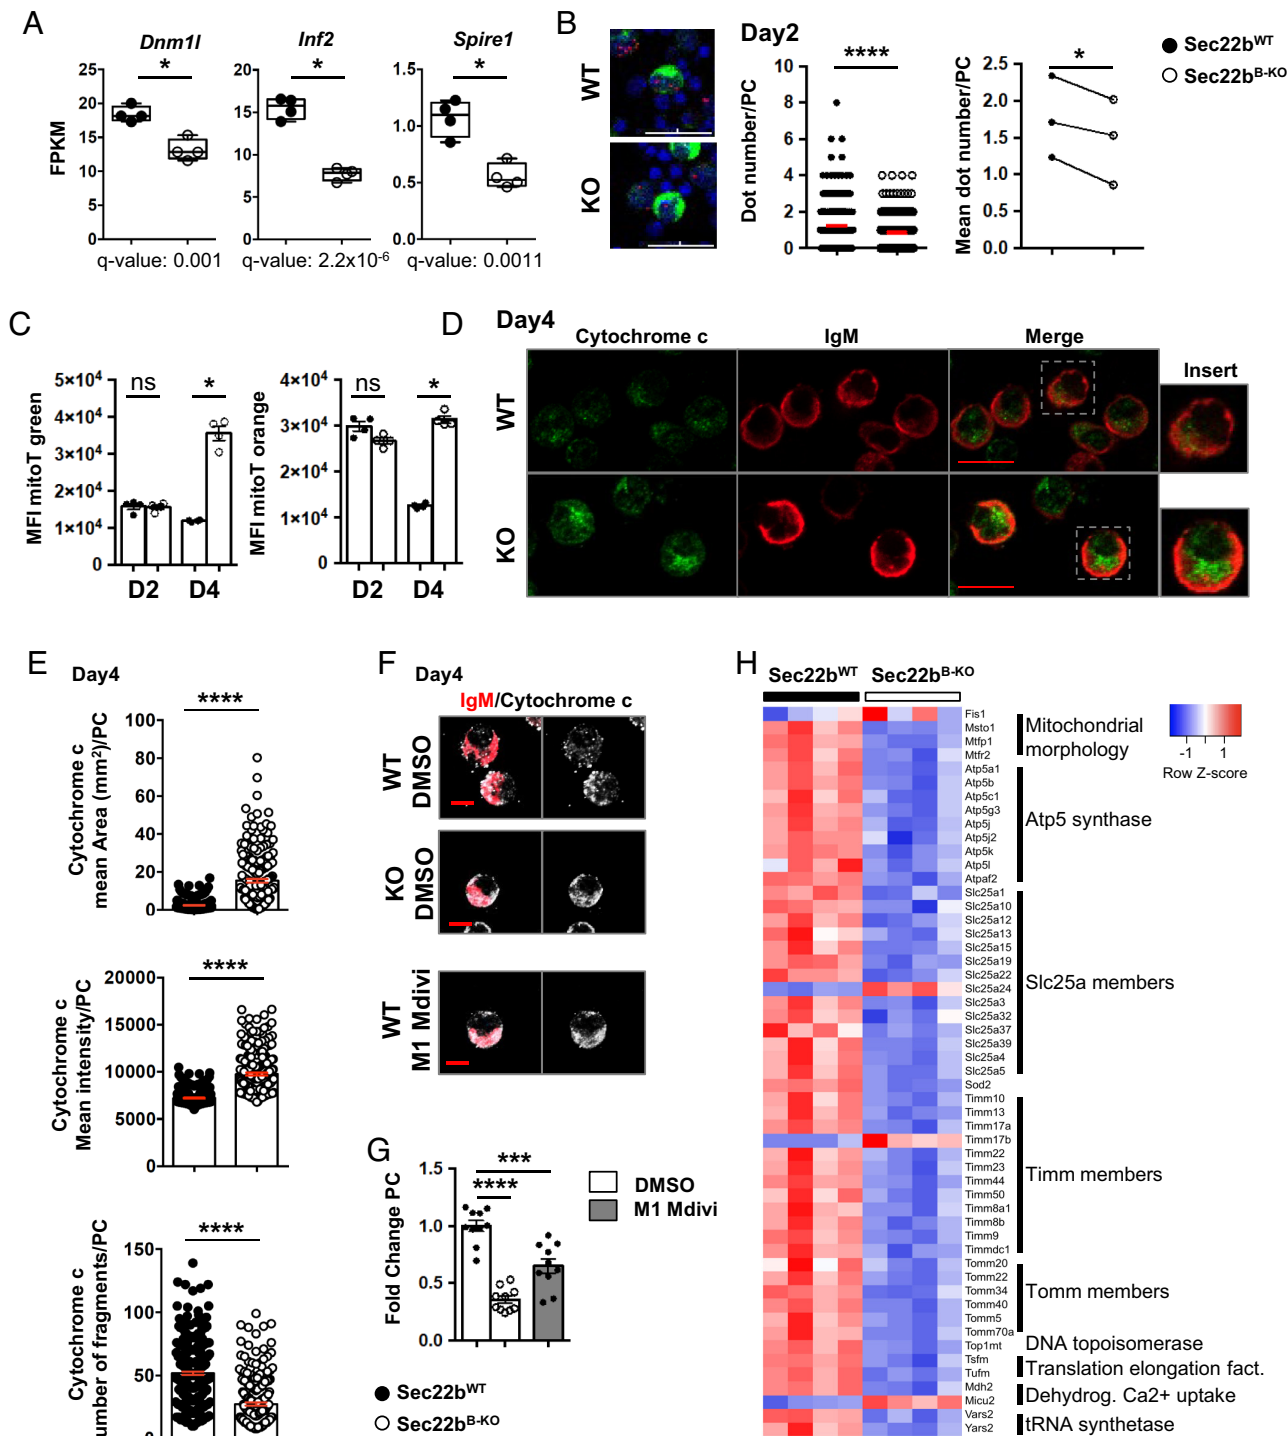 A
Dnm1l
Inf2
Spire1
*
*
*
FPKM
25
20
15
10
5
0
20
15
10
5
0
1.5
1.0
0.5
0.0
q-value: 0.001
q-value: 2.2x10⁻⁶
q-value: 0.0011
B
WT
KO
Day2
****
Dot number/PC
10
8
6
4
2
0
*
Mean dot number/PC
2.5
2.0
1.5
1.0
0.5
0.0
Sec22bᵂᵀ
Sec22bᴮ⁻ᴷᴼ
C
MFI mitoT green
5×10⁴
4×10⁴
3×10⁴
2×10⁴
1×10⁴
0
ns
*
D2
D4
MFI mitoT orange
4×10⁴
3×10⁴
2×10⁴
1×10⁴
0
ns
*
D2
D4
D
Day4
Cytochrome c
IgM
Merge
Insert
WT
KO
E
Day4
****
Cytochrome c
mean Area (mm²)/PC
100
80
60
40
20
0
****
Cytochrome c
Mean intensity/PC
20000
15000
10000
5000
0
****
Cytochrome c
umber of fragments/PC
150
100
50
F
Day4
IgM/Cytochrome c
WT
DMSO
KO
DMSO
WT
M1 Mdivi
G
***
****
Fold Change PC
1.5
1.0
0.5
0.0
DMSO
M1 Mdivi
Sec22bᵂᵀ
Sec22bᴮ⁻ᴷᴼ
H
Sec22bᵂᵀ
Sec22bᴮ⁻ᴷᴼ
-1
1
Row Z-score
Fis1
Msto1
Mtfp1
Mtfr2
Atp5a1
Atp5b
Atp5c1
Atp5g3
Atp5j
Atp5j2
Atp5k
Atp5l
Atpaf2
Slc25a1
Slc25a10
Slc25a12
Slc25a13
Slc25a15
Slc25a19
Slc25a22
Slc25a24
Slc25a3
Slc25a32
Slc25a37
Slc25a39
Slc25a4
Slc25a5
Sod2
Timm10
Timm13
Timm17a
Timm17b
Timm22
Timm23
Timm44
Timm50
Timm8a1
Timm8b
Timm9
Timmdc1
Tomm20
Tomm22
Tomm34
Tomm40
Tomm5
Tomm70a
Top1mt
Tsfm
Tufm
Mdh2
Micu2
Vars2
Yars2
Mitochondrial
morphology
Atp5 synthase
Slc25a members
Timm members
Tomm members
DNA topoisomerase
Translation elongation fact.
Dehydrog. Ca2+ uptake
tRNA synthetase